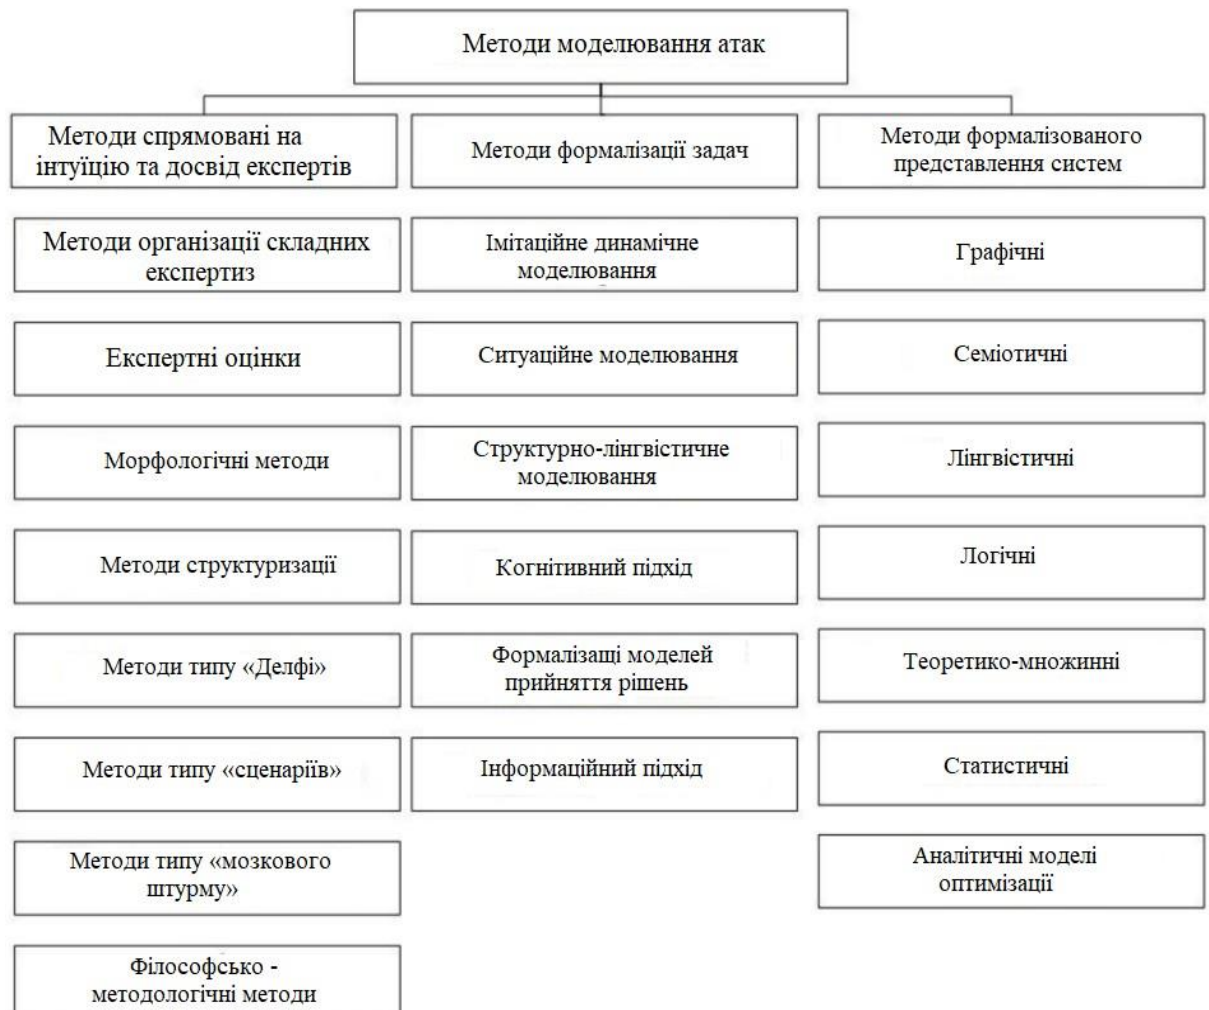 Методи моделювання атак
Методи спрямовані на
інтуїцію та досвід експертів
Методи організації складних
експертиз
Експертні оцінки
Морфологічні методи
Методи структуризації
Методи типу «Делфі»
Методи типу «сценаріїв»
Методи типу «мозкового
штурму»
Філософсько -
методологічні методи
Методи формалізації задач
Імітаційне динамічне
моделювання
Ситуаційне моделювання
Структурно-лінгвістичне
моделювання
Когнітивний підхід
Формалізащі моделей
прийняття рішень
Інформаційний підхід
Методи формалізованого
представлення систем
Графічні
Семіотичні
Лінгвістичні
Логічні
Теоретико-множинні
Статистичні
Аналітичні моделі
оптимізації